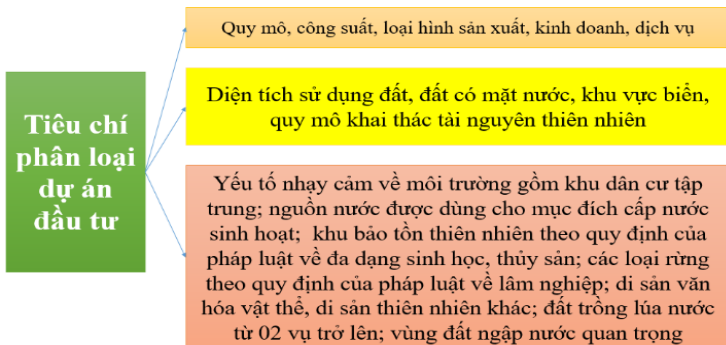 Tiêu chí
phân loại
dự án
đầu tư
Quy mô, công suất, loại hình sản xuất, kinh doanh, dịch vụ
Diện tích sử dụng đất, đất có mặt nước, khu vực biển,
quy mô khai thác tài nguyên thiên nhiên
Yếu tố nhạy cảm về môi trường gồm khu dân cư tập
trung; nguồn nước được dùng cho mục đích cấp nước
sinh hoạt; khu bảo tồn thiên nhiên theo quy định của
pháp luật về đa dạng sinh học, thủy sản; các loại rừng
theo quy định của pháp luật về lâm nghiệp; di sản văn
hóa vật thể, di sản thiên nhiên khác; đất trồng lúa nước
từ 02 vụ trở lên; vùng đất ngập nước quan trọng